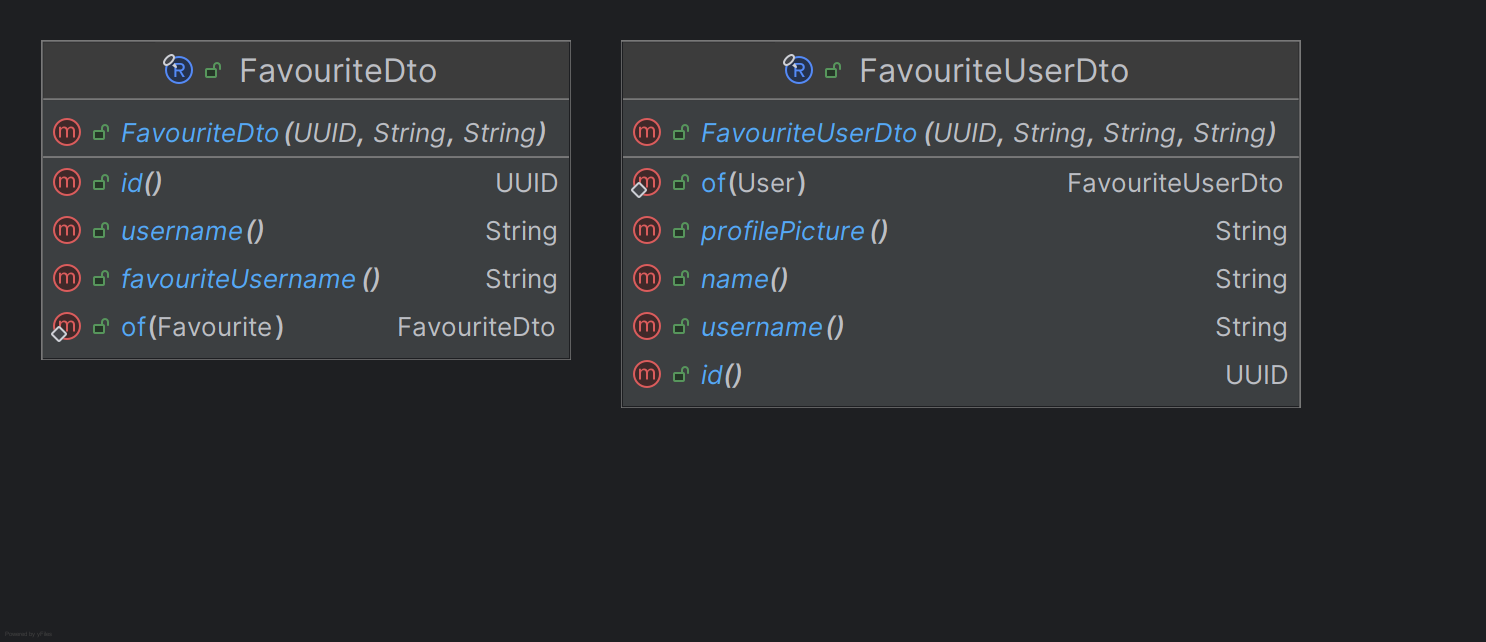 FavouriteDto
FavouriteDto(UUID, String, String)
id() UUID
username() String
favouriteUsername() String
of(Favourite) FavouriteDto
FavouriteUserDto
FavouriteUserDto(UUID, String, String, String)
of(User) FavouriteUserDto
profilePicture() String
name() String
username() String
id() UUID
Powered by yFiles